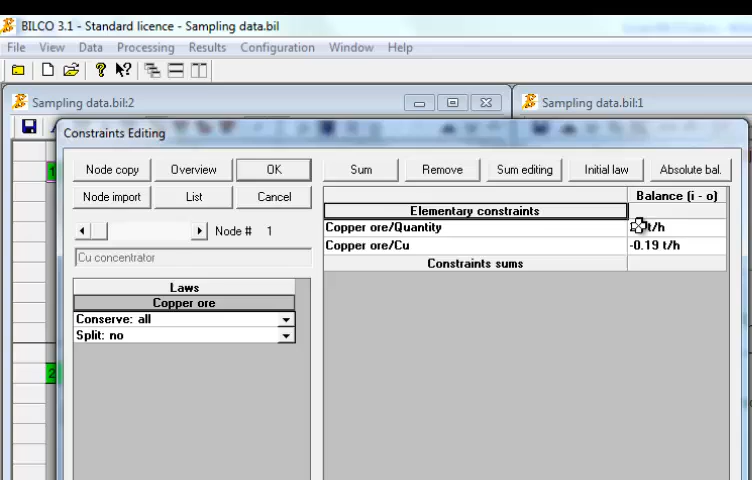 BILCO 3.1 - Standard licence - Sampling data.bil
File View Data Processing Results Configuration Window Help
Sampling data.bil:2
Sampling data.bil:1
Constraints Editing
Node copy Overview OK Sum Remove Sum editing Initial law Absolute bal.
Node import List Cancel
Balance (i - o)
Elementary constraints
Node # 1
Copper ore/Quantity t/h
Copper ore/Cu -0.19 t/h
Cu concentrator
Constraints sums
Laws
Copper ore
Conserve: all
Split: no